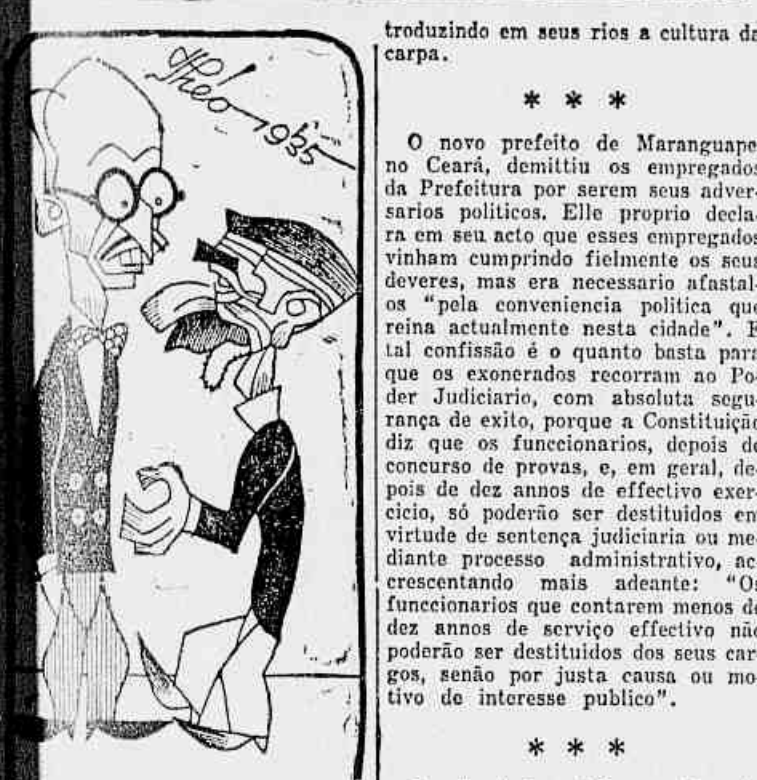 Théo
1935
troduzindo em seus rios a cultura da
carpa.
* * *
O novo prefeito de Maranguape
no Ceará, demittiu os empregados
da Prefeitura por serem seus adver-
sarios politicos. Elle proprio decla-
ra em seu acto que esses empregados
vinham cumprindo fielmente os seus
deveres, mas era necessario afastal-
os "pela conveniencia politica que
reina actualmente nesta cidade". E
tal confissão é o quanto basta para
que os exonerados recorram ao Po-
der Judiciario, com absoluta segu-
rança de exito, porque a Constituição
diz que os funccionarios, depois de
concurso de provas, e, em geral, de-
pois de dez annos de effectivo exer-
cicio, só poderão ser destituidos em
virtude de sentença judiciaria ou me-
diante processo administrativo, ac-
crescentando mais adeante: "Os
funccionarios que contarem menos de
dez annos de serviço effectivo não
poderão ser destituidos dos seus car-
gos, senão por justa causa ou mo-
tivo de interesse publico".
* * *